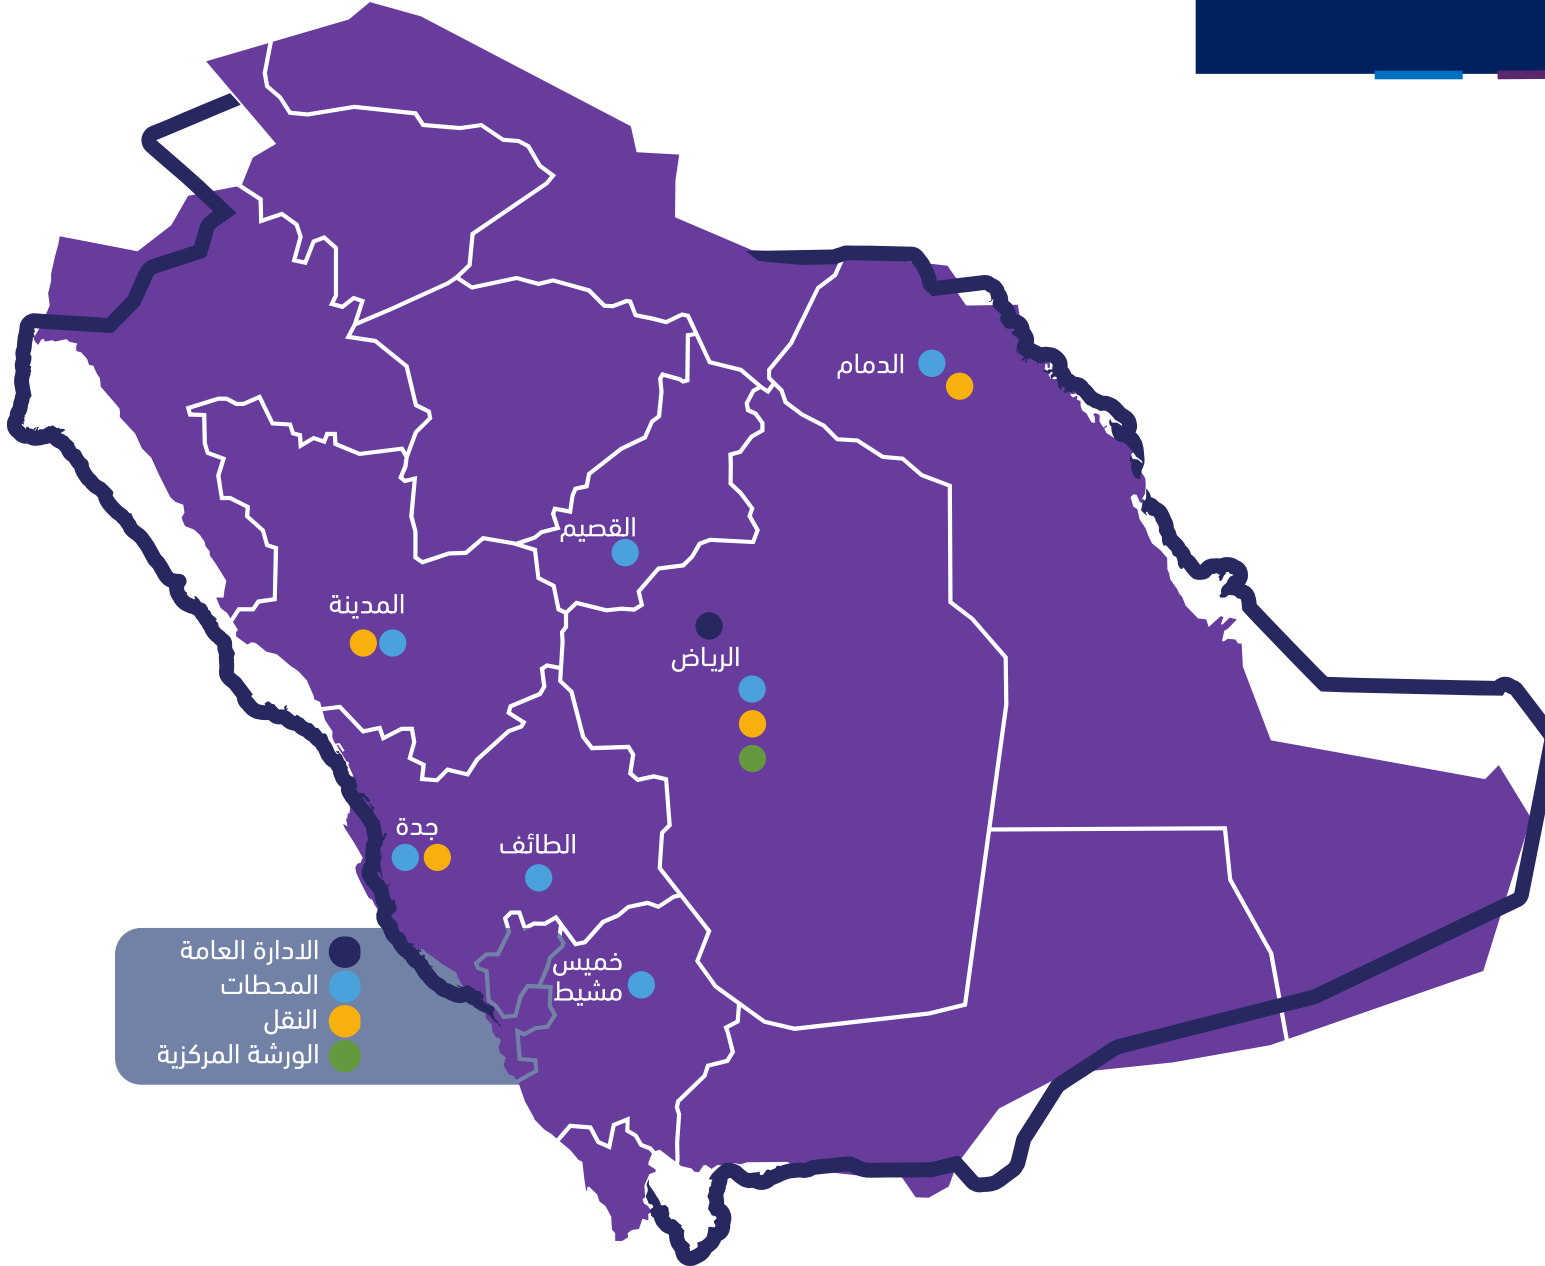 الدمام
القصيم
المدينة
الرياض
جدة
الطائف
خميس
مشيط
الادارة العامة
المحطات
النقل
الورشة المركزية